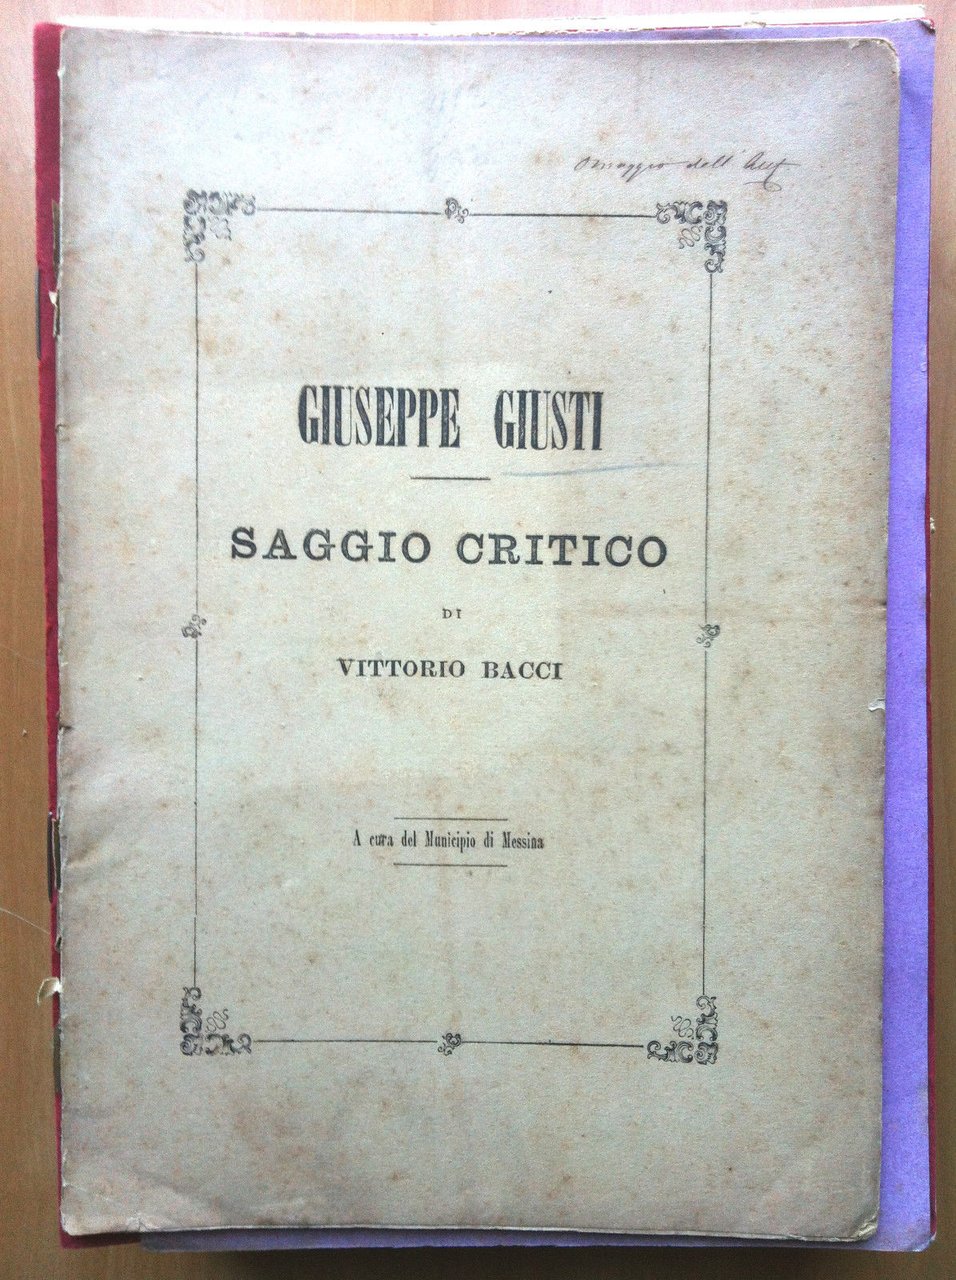 Omaggio dell'Aut
GIUSEPPE GIUSTI
SAGGIO CRITICO
DI
VITTORIO BACCI
A cura del Municipio di Messina